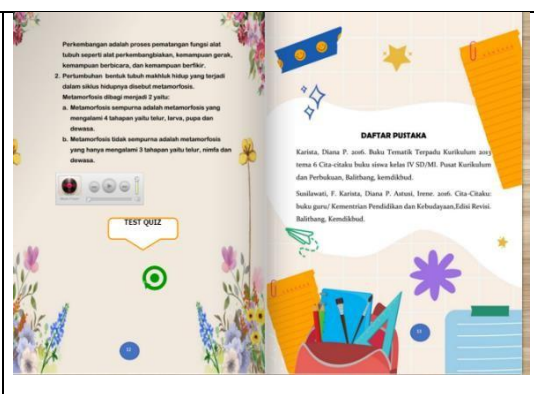 Perkembangan adalah proses pematangan fungsi alat
tubuh seperti alat perkembangbiakan, kemampuan gerak,
kemampuan berbicara, dan kemampuan berfikir.
2. Pertumbuhan bentuk tubuh makhluk hidup yang terjadi
dalam siklus hidupnya disebut metamorfosis.
Metamorfosis dibagi menjadi 2 yaitu:
a. Metamorfosis sempurna adalah metamorfosis yang
mengalami 4 tahapan yaitu telur, larva, pupa dan
dewasa.
b. Metamorfosis tidak sempurna adalah metamorfosis
yang hanya mengalami 3 tahapan yaitu telur, nimfa dan
dewasa.
TEST QUIZ
12
DAFTAR PUSTAKA
Karista, Diana P. 2016. Buku Tematik Terpadu Kurikulum 2013
tema 6 Cita-citaku buku siswa kelas IV SD/MI. Pusat Kurikulum
dan Perbukuan, Balitbang, kemdikbud.
Susilawati, F. Karista, Diana P. Astusi, Irene. 2016. Cita-Citaku:
buku guru/ Kementrian Pendidikan dan Kebudayaan,Edisi Revisi.
Balitbang, Kemdikbud.